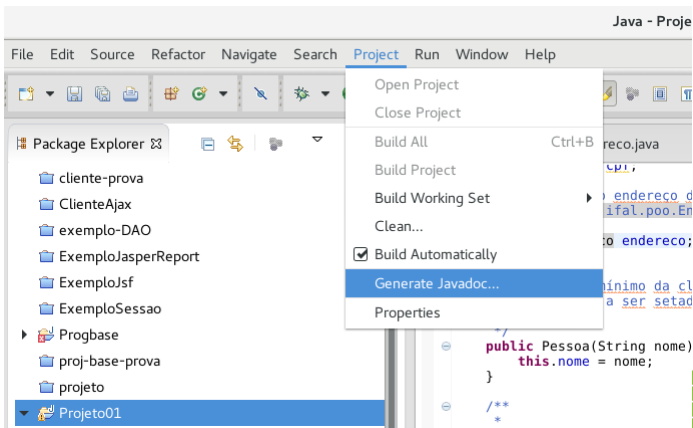 Java - Proje
File Edit Source Refactor Navigate Search Project Run Window Help
Package Explorer
cliente-prova
ClienteAjax
exemplo-DAO
ExemploJasperReport
ExemploJsf
ExemploSessao
Progbase
proj-base-prova
projeto
Projeto01
Open Project
Close Project
Build All Ctrl+B
Build Project
Build Working Set
Clean...
Build Automatically
Generate Javadoc...
Properties
reco.java
cpf;
endereço d
ifal.poo.En
co endereco;
ínimo da cl
a ser setad
*/
public Pessoa(String nome)
this.nome = nome;
}
/**
*